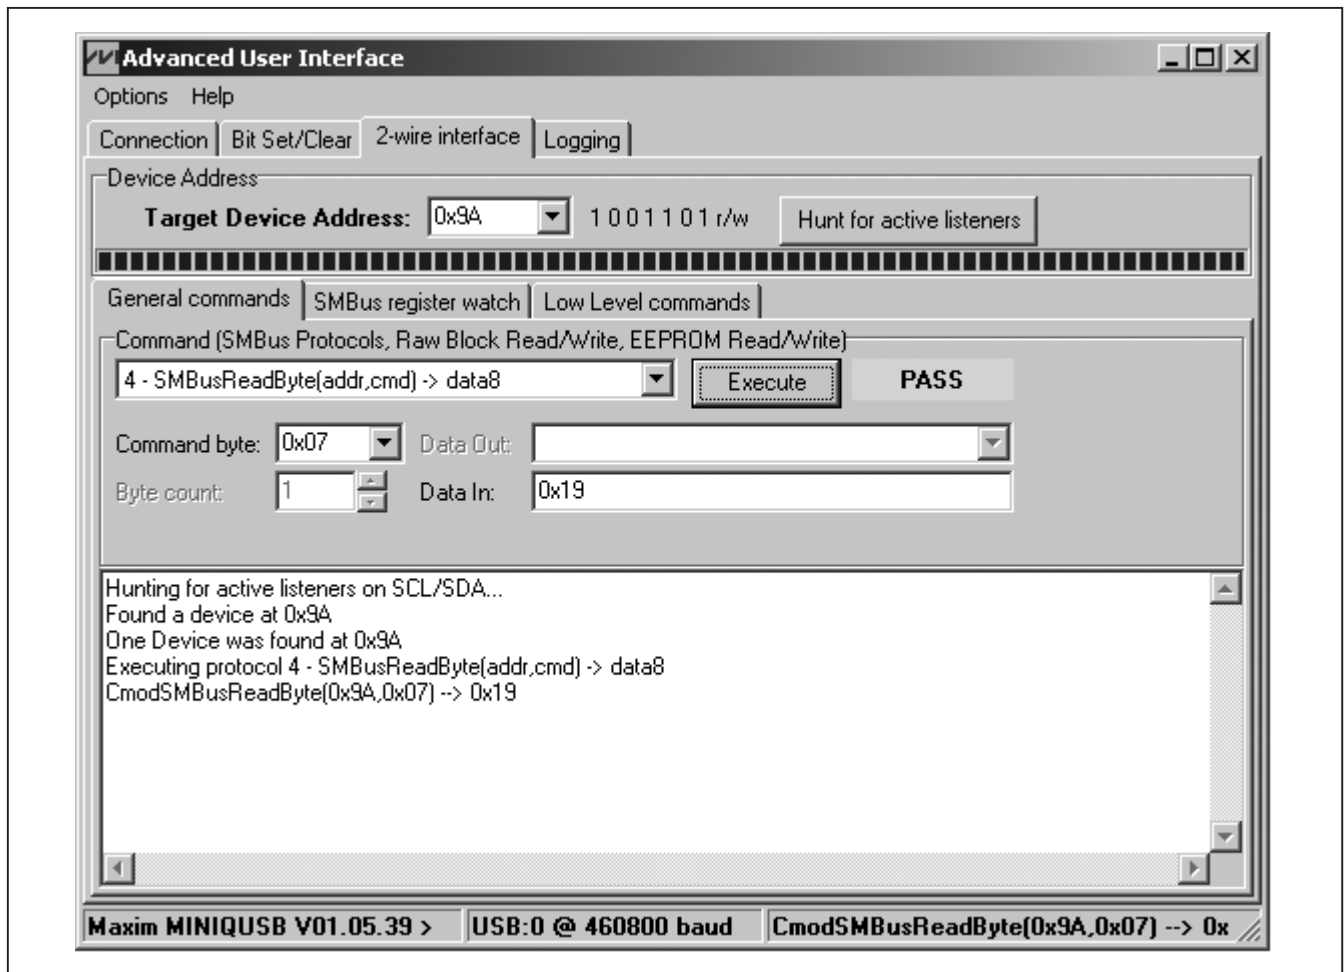 Advanced User Interface
Options Help
Connection Bit Set/Clear 2-wire interface Logging
Device Address
Target Device Address: 0x9A 1 0 0 1 1 0 1 r/w Hunt for active listeners
General commands SMBus register watch Low Level commands
Command (SMBus Protocols, Raw Block Read/Write, EEPROM Read/Write)
4 - SMBusReadByte(addr,cmd) -> data8 Execute PASS
Command byte: 0x07 Data Out:
Byte count: 1 Data In: 0x19
Hunting for active listeners on SCL/SDA...
Found a device at 0x9A
One Device was found at 0x9A
Executing protocol 4 - SMBusReadByte(addr,cmd) -> data8
CmodSMBusReadByte(0x9A,0x07) --> 0x19
Maxim MINIQUSB V01.05.39 > USB:0 @ 460800 baud CmodSMBusReadByte(0x9A,0x07) --> 0x